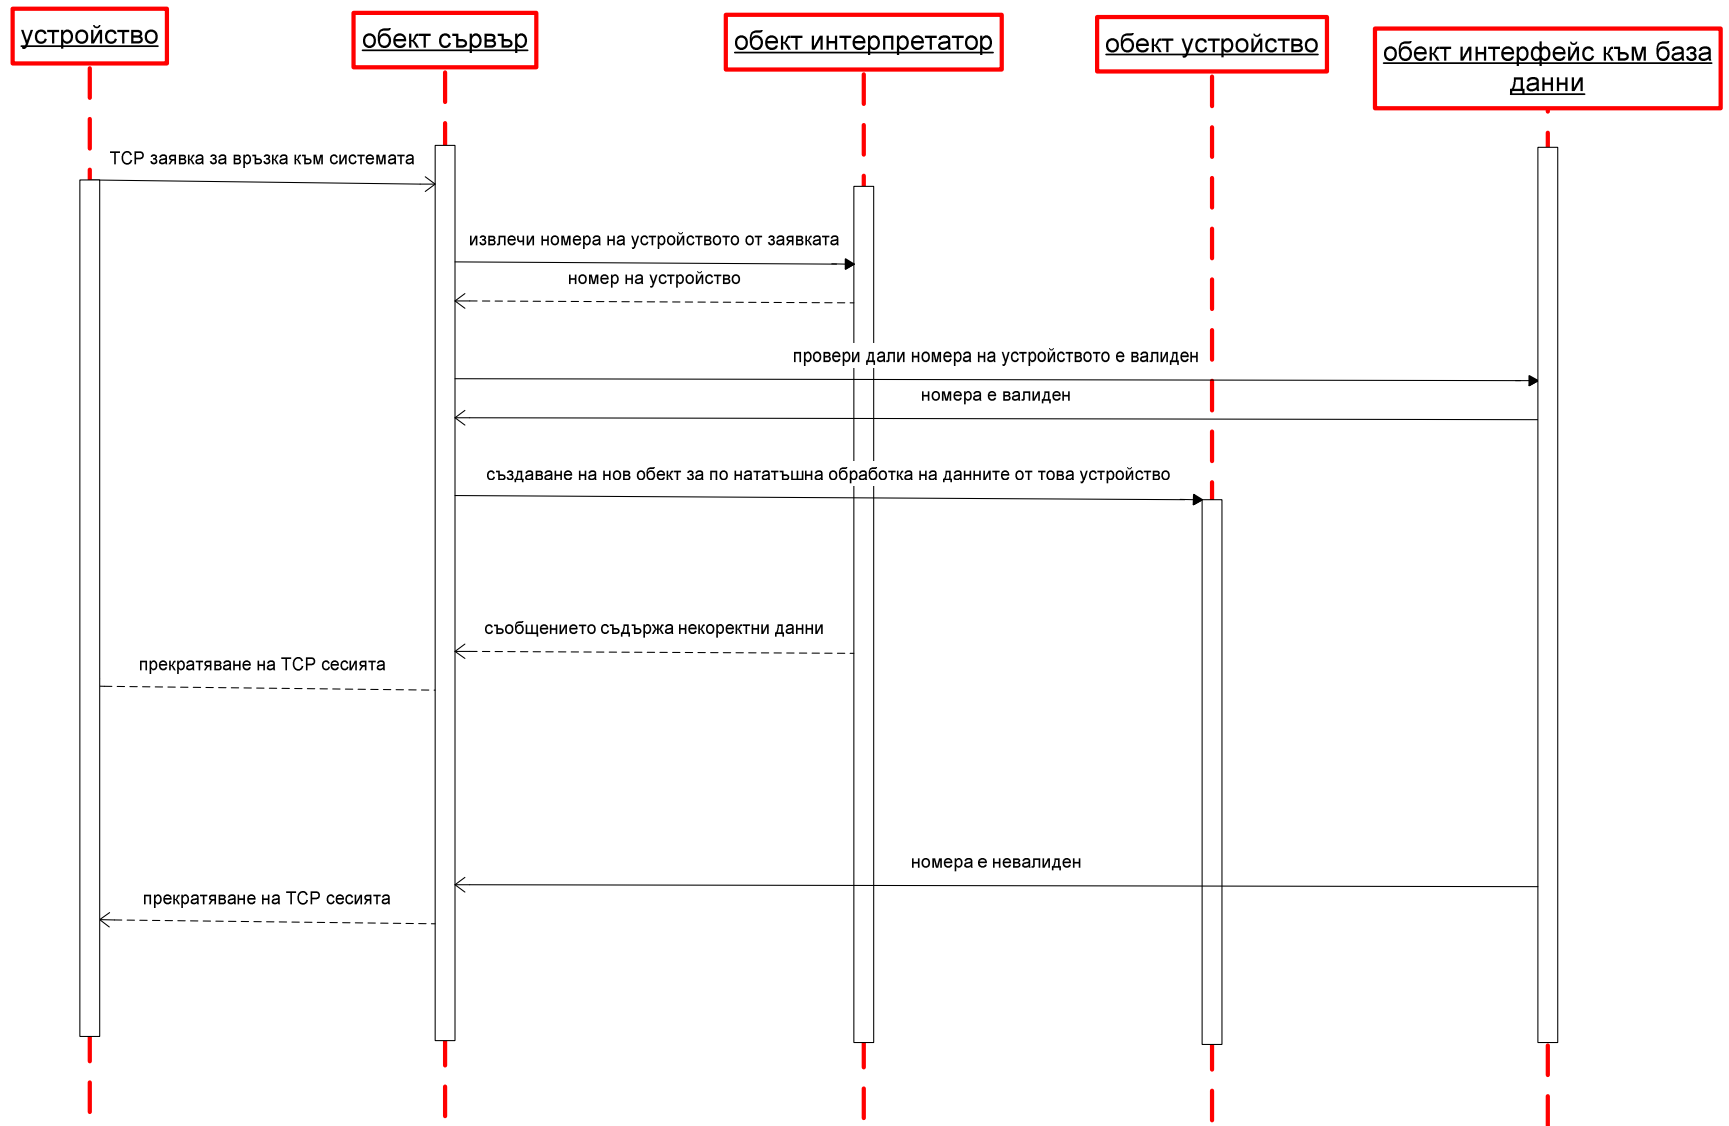 устройство
обект сървър
обект интерпретатор
обект устройство
обект интерфейс към база
данни
TCP заявка за връзка към системата
извлечи номера на устройството от заявката
номер на устройство
провери дали номера на устройството е валиден
номера е валиден
създаване на нов обект за по нататъшна обработка на данните от това устройство
съобщението съдържа некоректни данни
прекратяване на TCP сесията
номера е невалиден
прекратяване на TCP сесията